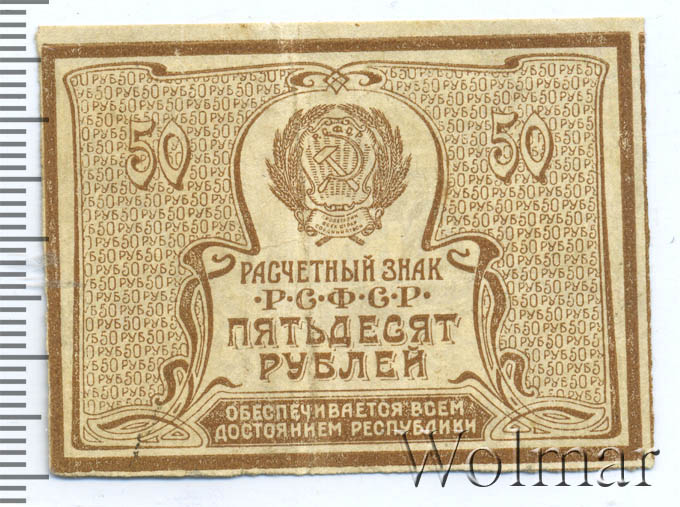 50 50
Р.С.Ф.С.Р.
РАСЧЕТНЫЙ ЗНАК
·Р·С·Ф·С·Р·
ПЯТЬДЕСЯТ
РУБЛЕЙ
ОБЕСПЕЧИВАЕТСЯ ВСЕМ
ДОСТОЯНИЕМ РЕСПУБЛИКИ
Wolmar